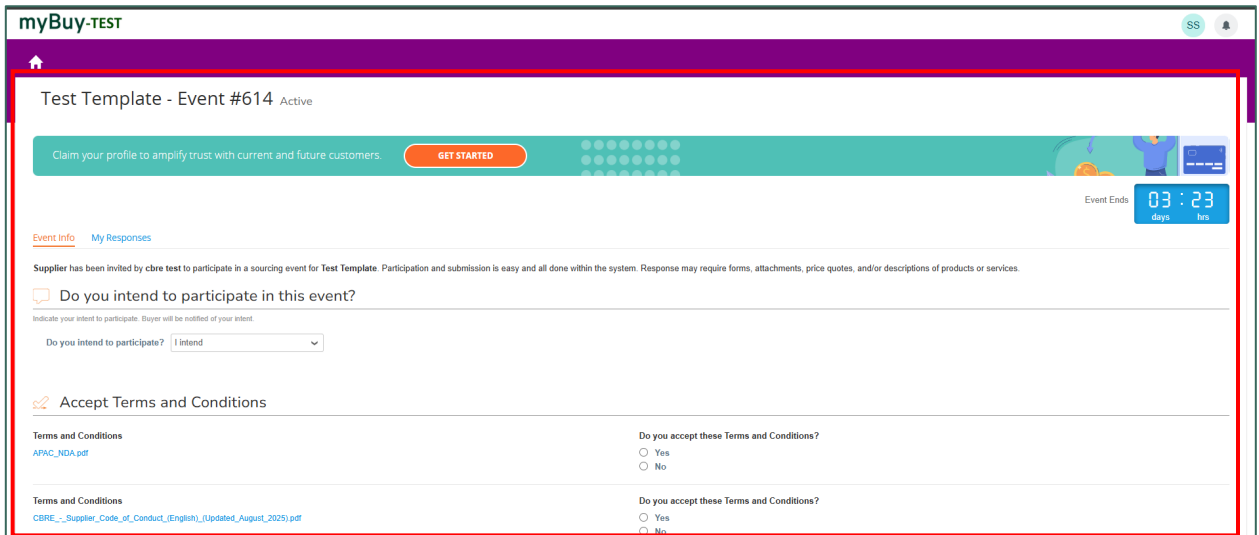 myBuy-TEST
SS
Test Template - Event #614 Active
Claim your profile to amplify trust with current and future customers.
GET STARTED
Event Ends
03 : 23
days hrs
Event Info My Responses
Supplier has been invited by cbre test to participate in a sourcing event for Test Template. Participation and submission is easy and all done within the system. Response may require forms, attachments, price quotes, and/or descriptions of products or services.
Do you intend to participate in this event?
Indicate your intent to participate. Buyer will be notified of your intent.
Do you intend to participate? I intend
Accept Terms and Conditions
Terms and Conditions
APAC_NDA.pdf
Do you accept these Terms and Conditions?
Yes
No
Terms and Conditions
CBRE_-_Supplier_Code_of_Conduct_(English)_(Updated_August_2025).pdf
Do you accept these Terms and Conditions?
Yes
No